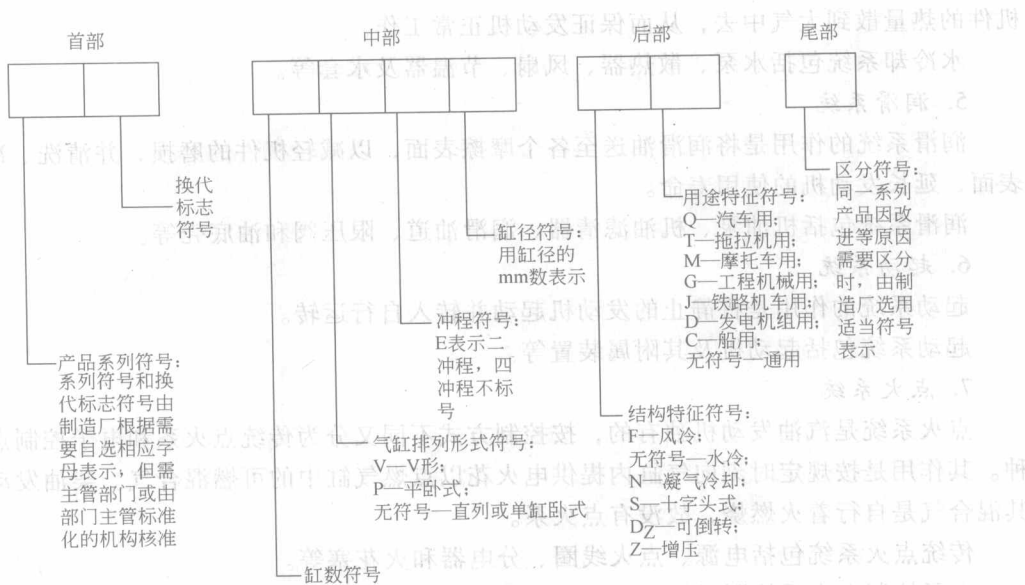 首部
中部
后部
尾部
换代
标志
符号
产品系列符号：
系列符号和换
代标志符号由
制造厂根据需
要自选相应字
母表示，但需
主管部门或由
部门主管标准
化的机构核准
缸径符号：
用缸径的
mm数表示
冲程符号：
E表示二
冲程，四
冲程不标
号
气缸排列形式符号：
V—V形；
P—平卧式；
无符号—直列或单缸卧式
缸数符号
用途特征符号：
Q—汽车用；
T—拖拉机用；
M—摩托车用；
G—工程机械用；
J—铁路机车用；
D—发电机组用；
C—船用；
无符号—通用
结构特征符号：
F—风冷；
无符号—水冷；
N—凝气冷却；
S—十字头式；
DZ—可倒转；
Z—增压
区分符号：
同一系列
产品因改
进等原因
需要区分
时，由制
造厂选用
适当符号
表示